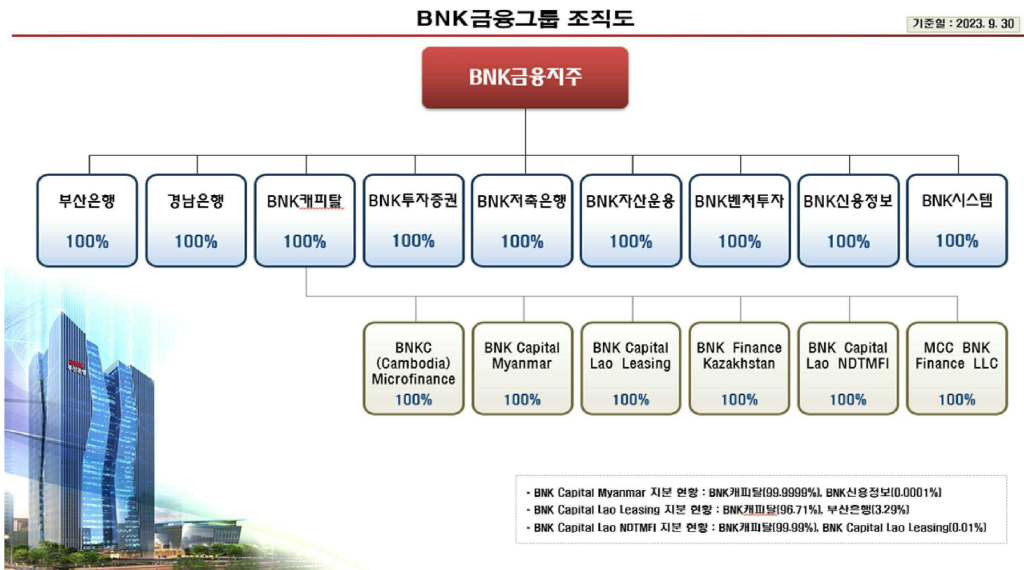 BNK금융그룹 조직도
기준일 : 2023. 9. 30
BNK금융지주
부산은행
100%
경남은행
100%
BNK캐피탈
100%
BNK투자증권
100%
BNK저축은행
100%
BNK자산운용
100%
BNK벤처투자
100%
BNK신용정보
100%
BNK시스템
100%
BNKC
(Cambodia)
Microfinance
100%
BNK Capital
Myanmar
100%
BNK Capital
Lao Leasing
100%
BNK Finance
Kazakhstan
100%
BNK Capital
Lao NDTMFI
100%
MCC BNK
Finance LLC
100%
- BNK Capital Myanmar 지분 현황 : BNK캐피탈(99.9999%), BNK신용정보(0.0001%)
- BNK Capital Lao Leasing 지분 현황 : BNK캐피탈(96.71%), 부산은행(3.29%)
- BNK Capital Lao NDTMFI 지분 현황 : BNK캐피탈(99.99%), BNK Capital Lao Leasing(0.01%)